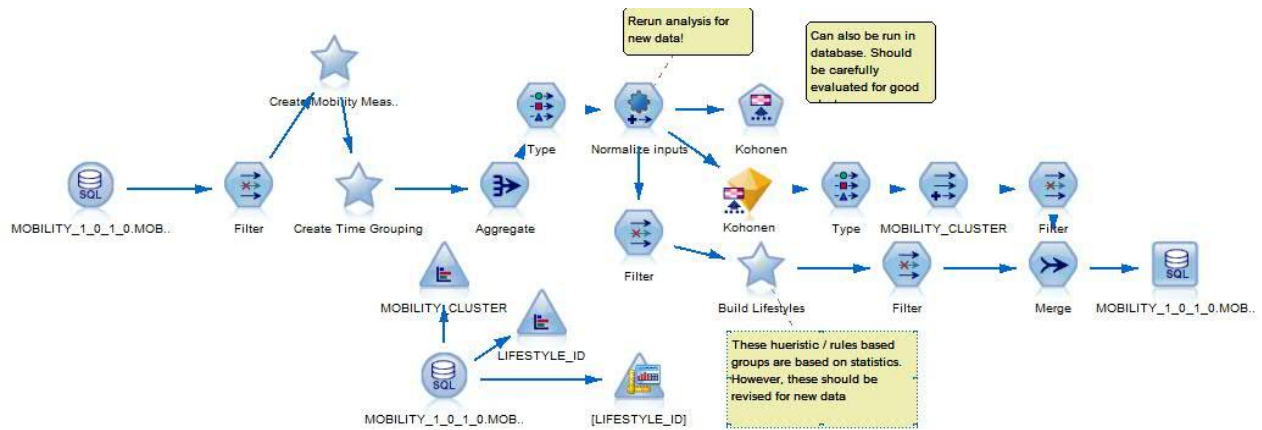 Rerun analysis for
new data!
Can also be run in
database. Should
be carefully
evaluated for good
Create Mobility Meas..
Type
Normalize inputs
Kohonen
SQL
MOBILITY_1_0_1_0.MOB..
Filter
Create Time Grouping
Aggregate
Kohonen
Type
MOBILITY_CLUSTER
Filter
Filter
Build Lifestyles
Filter
Merge
SQL
MOBILITY_1_0_1_0.MOB..
MOBILITY_CLUSTER
LIFESTYLE_ID
SQL
MOBILITY_1_0_1_0.MOB..
[LIFESTYLE_ID]
These hueristic / rules based
groups are based on statistics.
However, these should be
revised for new data